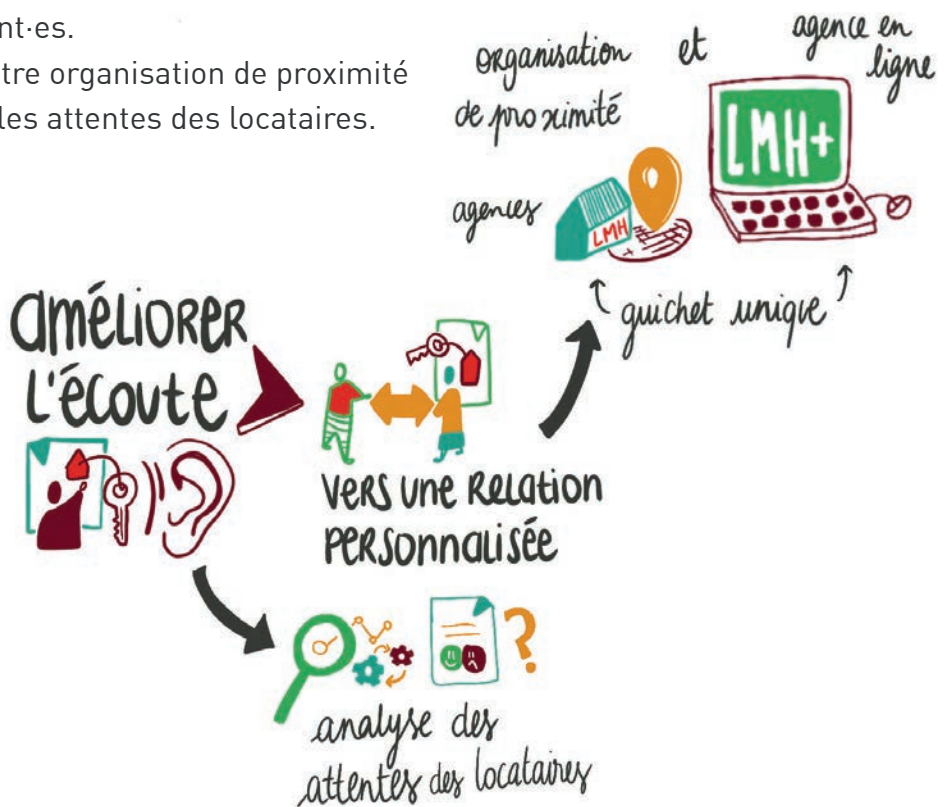 nt·es.
tre organisation de proximité
les attentes des locataires.
organisation et agence en
ligne
de proximité
LMH+
agences
LMH
guichet unique
améliorer
l'écoute
vers une relation
personnalisée
?
analyse des
attentes des locataires